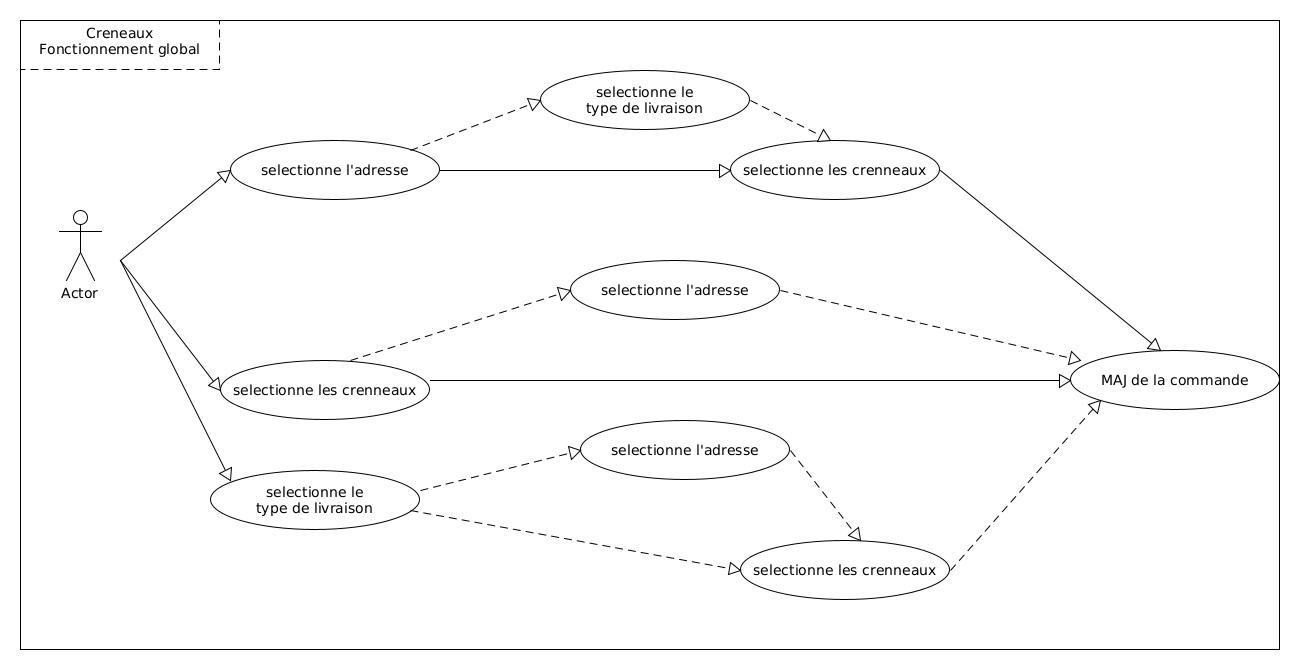 Creneaux
Fonctionnement global
selectionne le
type de livraison
selectionne l'adresse
selectionne les crenneaux
Actor
selectionne l'adresse
selectionne les crenneaux
MAJ de la commande
selectionne l'adresse
selectionne le
type de livraison
selectionne les crenneaux